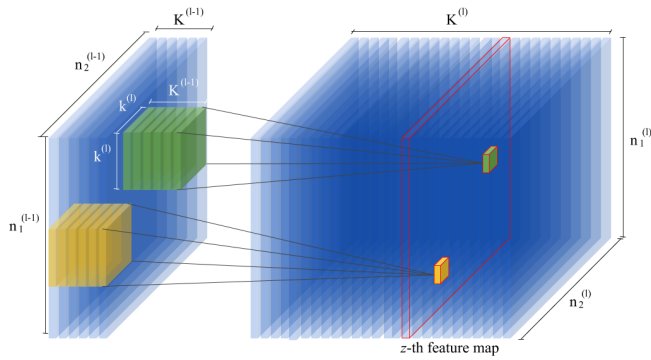 K^(l-1)
K^(l)
n_2^(l-1)
k^(l)
K^(l-1)
k^(l)
n_1^(l)
n_1^(l-1)
n_2^(l)
z-th feature map